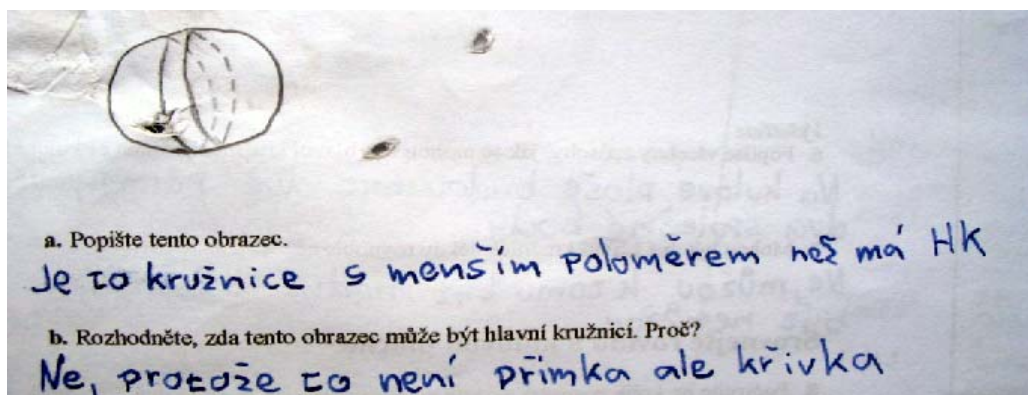 a. Popište tento obrazec.
Je to kružnice s menším poloměrem než má HK
b. Rozhodněte, zda tento obrazec může být hlavní kružnicí. Proč?
Ne, protože to není přímka ale křivka